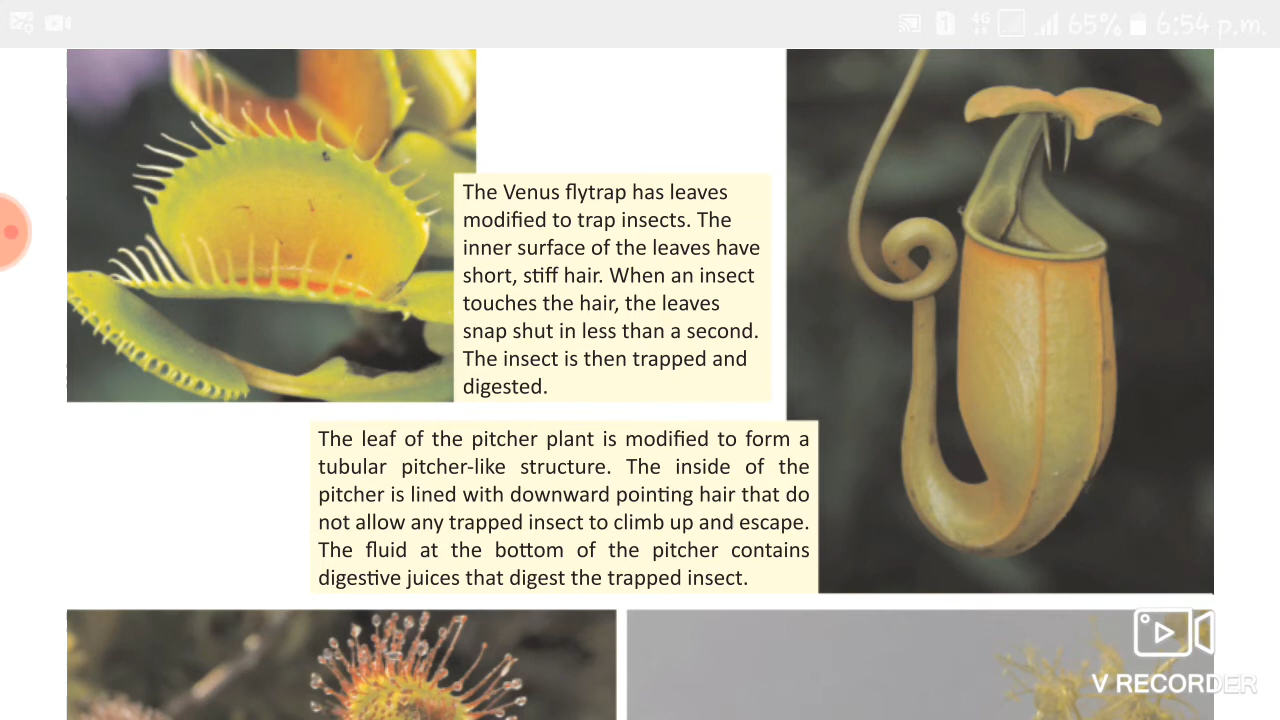 4G
65% 6:54 p.m.
The Venus flytrap has leaves
modified to trap insects. The
inner surface of the leaves have
short, stiff hair. When an insect
touches the hair, the leaves
snap shut in less than a second.
The insect is then trapped and
digested.
The leaf of the pitcher plant is modified to form a
tubular pitcher-like structure. The inside of the
pitcher is lined with downward pointing hair that do
not allow any trapped insect to climb up and escape.
The fluid at the bottom of the pitcher contains
digestive juices that digest the trapped insect.
V RECORDER